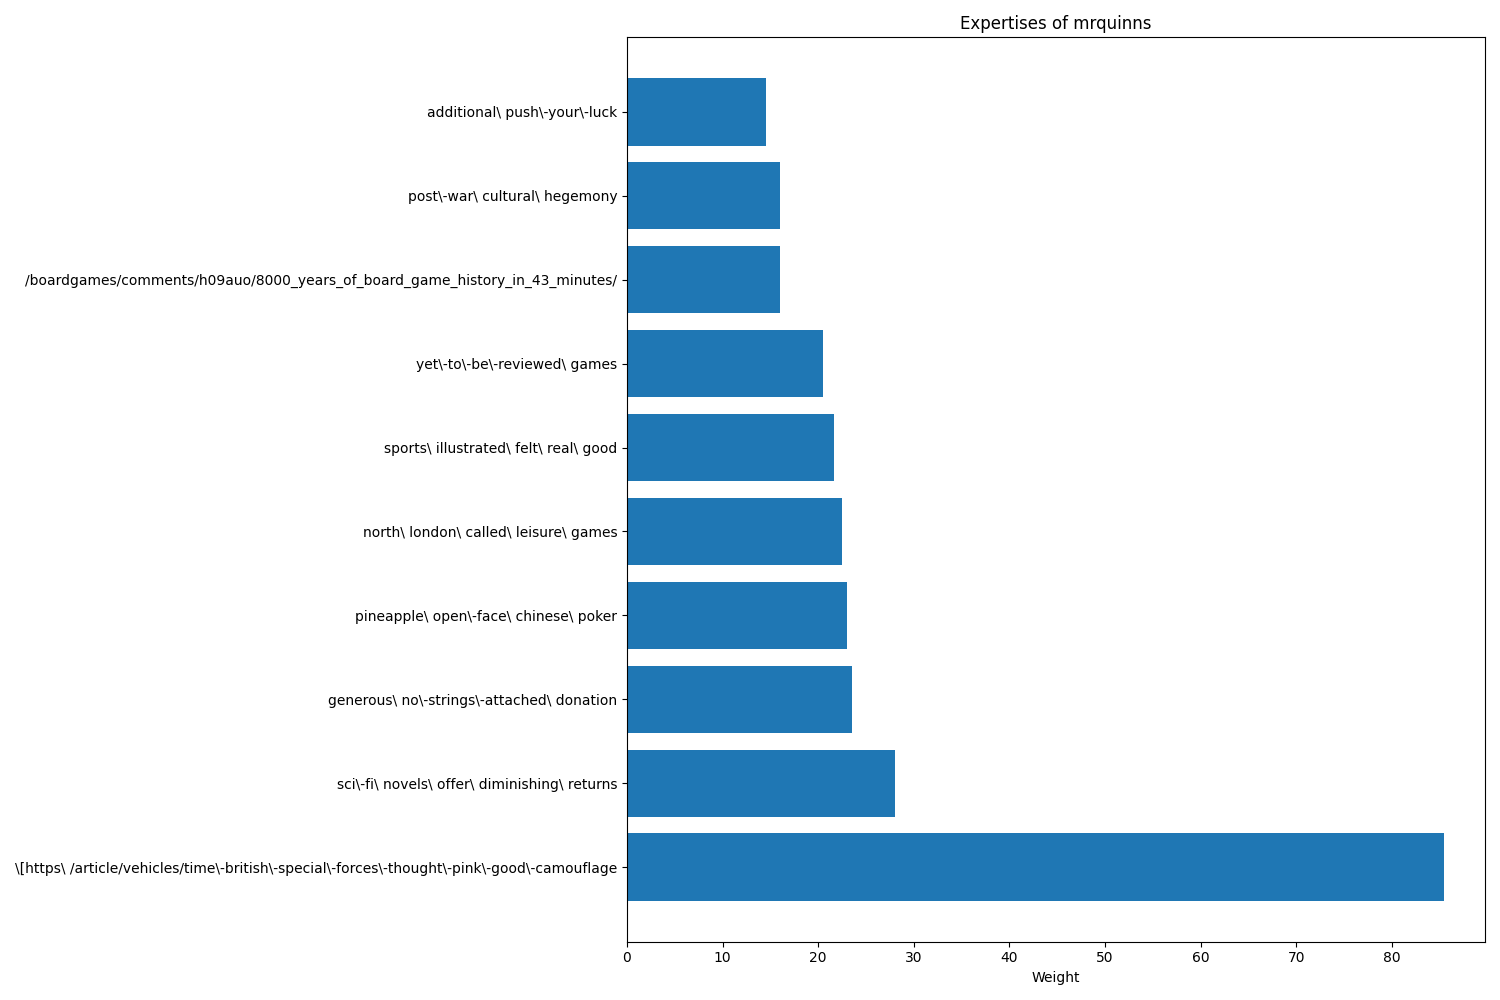 Expertises of mrquinns
additional\ push\-your\-luck
post\-war\ cultural\ hegemony
/boardgames/comments/h09auo/8000_years_of_board_game_history_in_43_minutes/
yet\-to\-be\-reviewed\ games
sports\ illustrated\ felt\ real\ good
north\ london\ called\ leisure\ games
pineapple\ open\-face\ chinese\ poker
generous\ no\-strings\-attached\ donation
sci\-fi\ novels\ offer\ diminishing\ returns
\[https\ /article/vehicles/time\-british\-special\-forces\-thought\-pink\-good\-camouflage
0 10 20 30 40 50 60 70 80
Weight